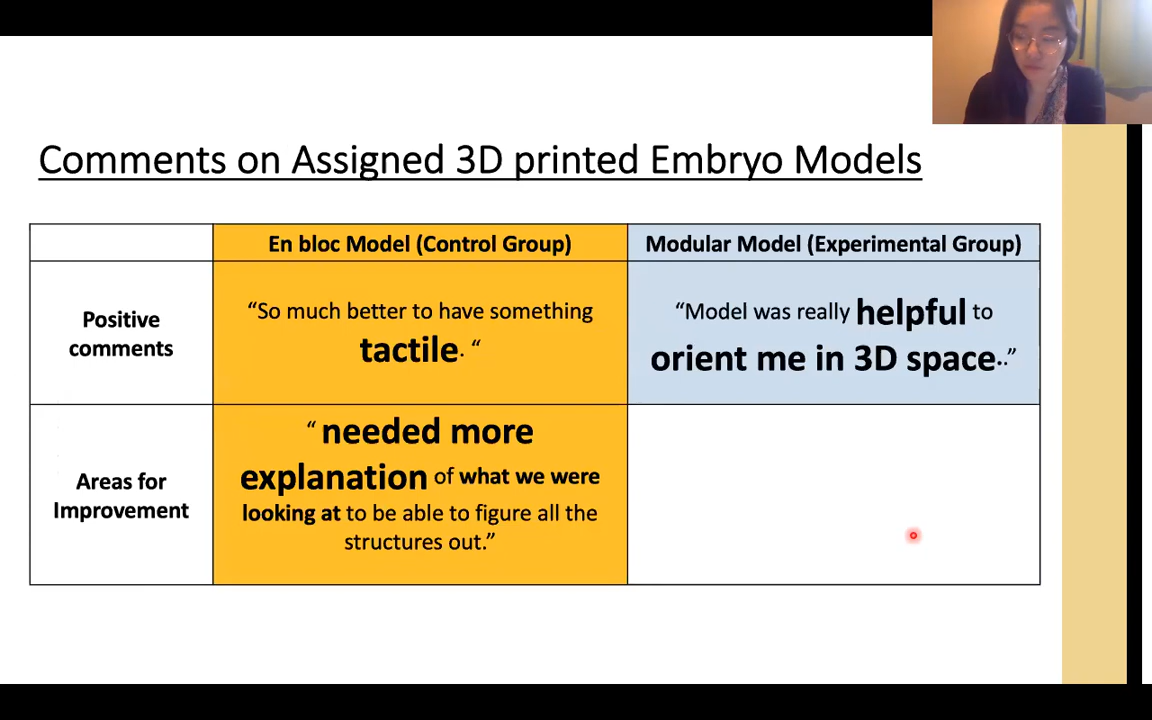 Comments on Assigned 3D printed Embryo Models
En bloc Model (Control Group)
Modular Model (Experimental Group)
Positive
comments
“So much better to have something
tactile. “
“Model was really helpful to
orient me in 3D space..”
Areas for
Improvement
“ needed more
explanation of what we were
looking at to be able to figure all the
structures out.”